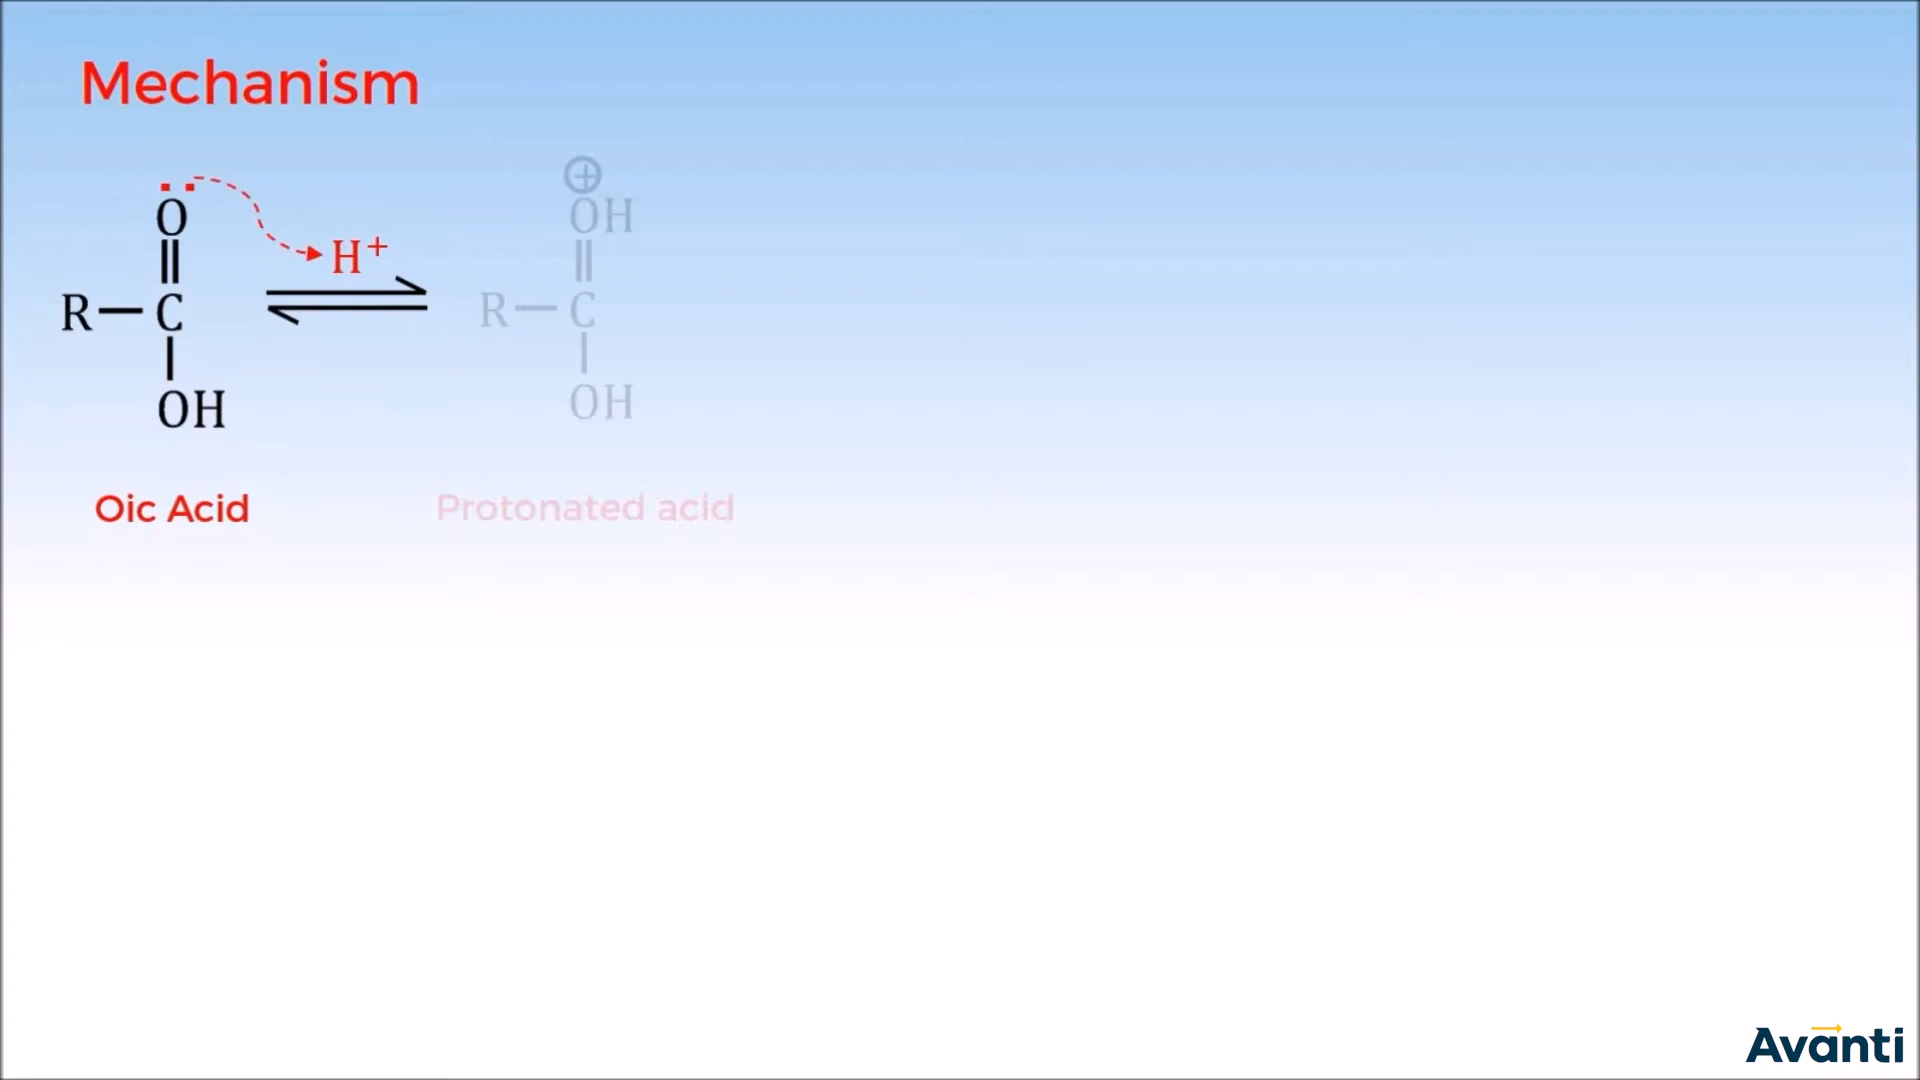 Mechanism
O
H⁺
R — C
OH
Oic Acid
⊕
OH
R — C
OH
Protonated acid
Avanti